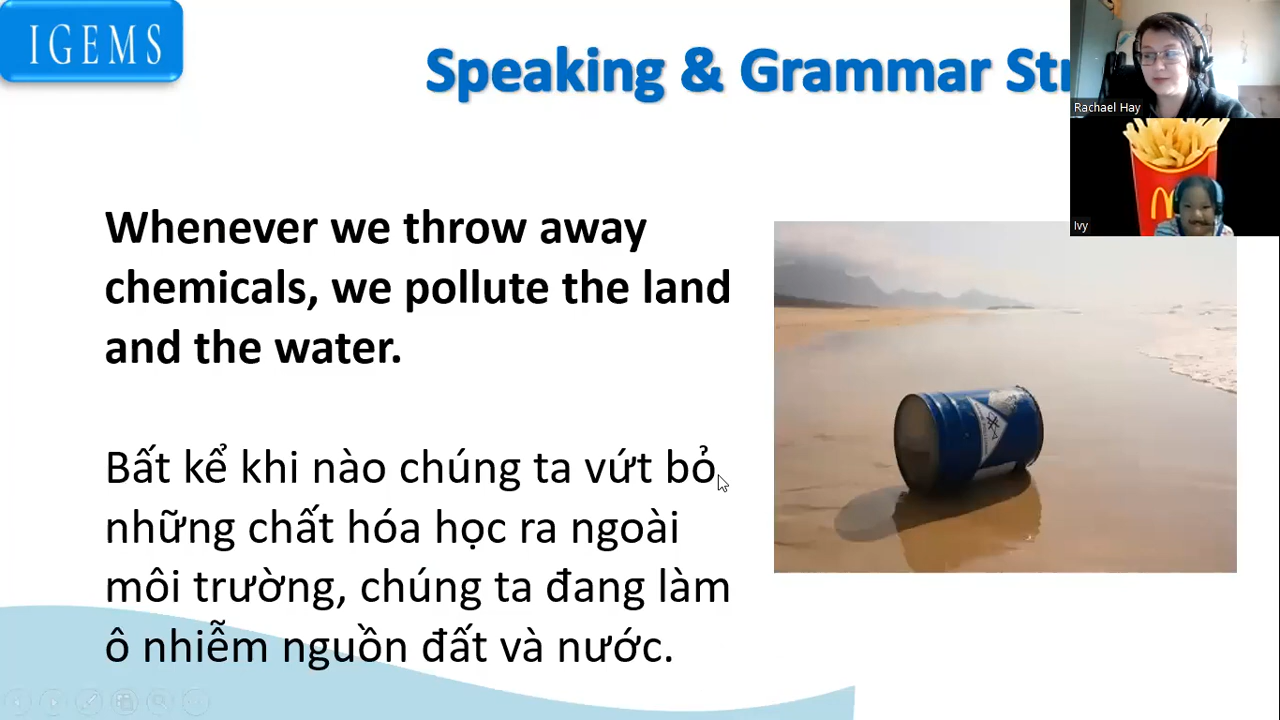 IGEMS
Speaking & Grammar
Rachael Hay
Ivy
Whenever we throw away
chemicals, we pollute the land
and the water.
Bất kể khi nào chúng ta vứt bỏ
những chất hóa học ra ngoài
môi trường, chúng ta đang làm
ô nhiễm nguồn đất và nước.